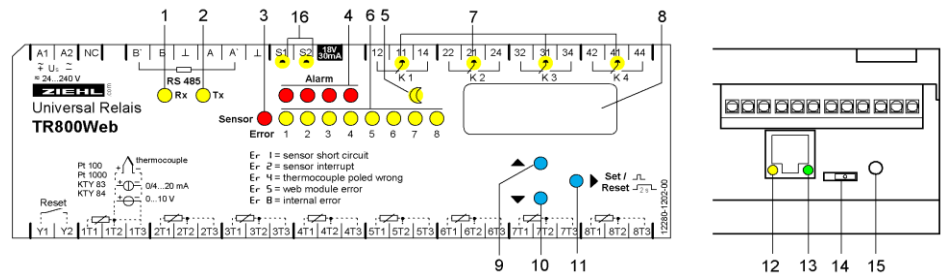 1 2 3 16 4 6 5 7 8
A1 A2 NC B' B ⊥ A A' ⊥ S1 S2 18V 30mA 12 11 14 22 21 24 32 31 34 42 41 44
≂ Us ≂
≂ 24...240 V
RS 485
K 1 K 2 K 3 K 4
ZIEHL
Rx Tx
Alarm
Universal Relais
TR800Web
Sensor
Error 1 2 3 4 5 6 7 8
Er 1 = sensor short circuit
Er 2 = sensor interrupt
Er 4 = thermocouple poled wrong
Er 5 = web module error
Er 8 = internal error
Pt 100
Pt 1000
KTY 83
KTY 84
thermocouple
0/4...20 mA
0...10 V
Set /
Reset
Reset
12280-1202-00
Y1 Y2 1T1 1T2 1T3 2T1 2T2 2T3 3T1 3T2 3T3 4T1 4T2 4T3 5T1 5T2 5T3 6T1 6T2 6T3 7T1 7T2 7T3 8T1 8T2 8T3
9 10 11 12 13 14 15